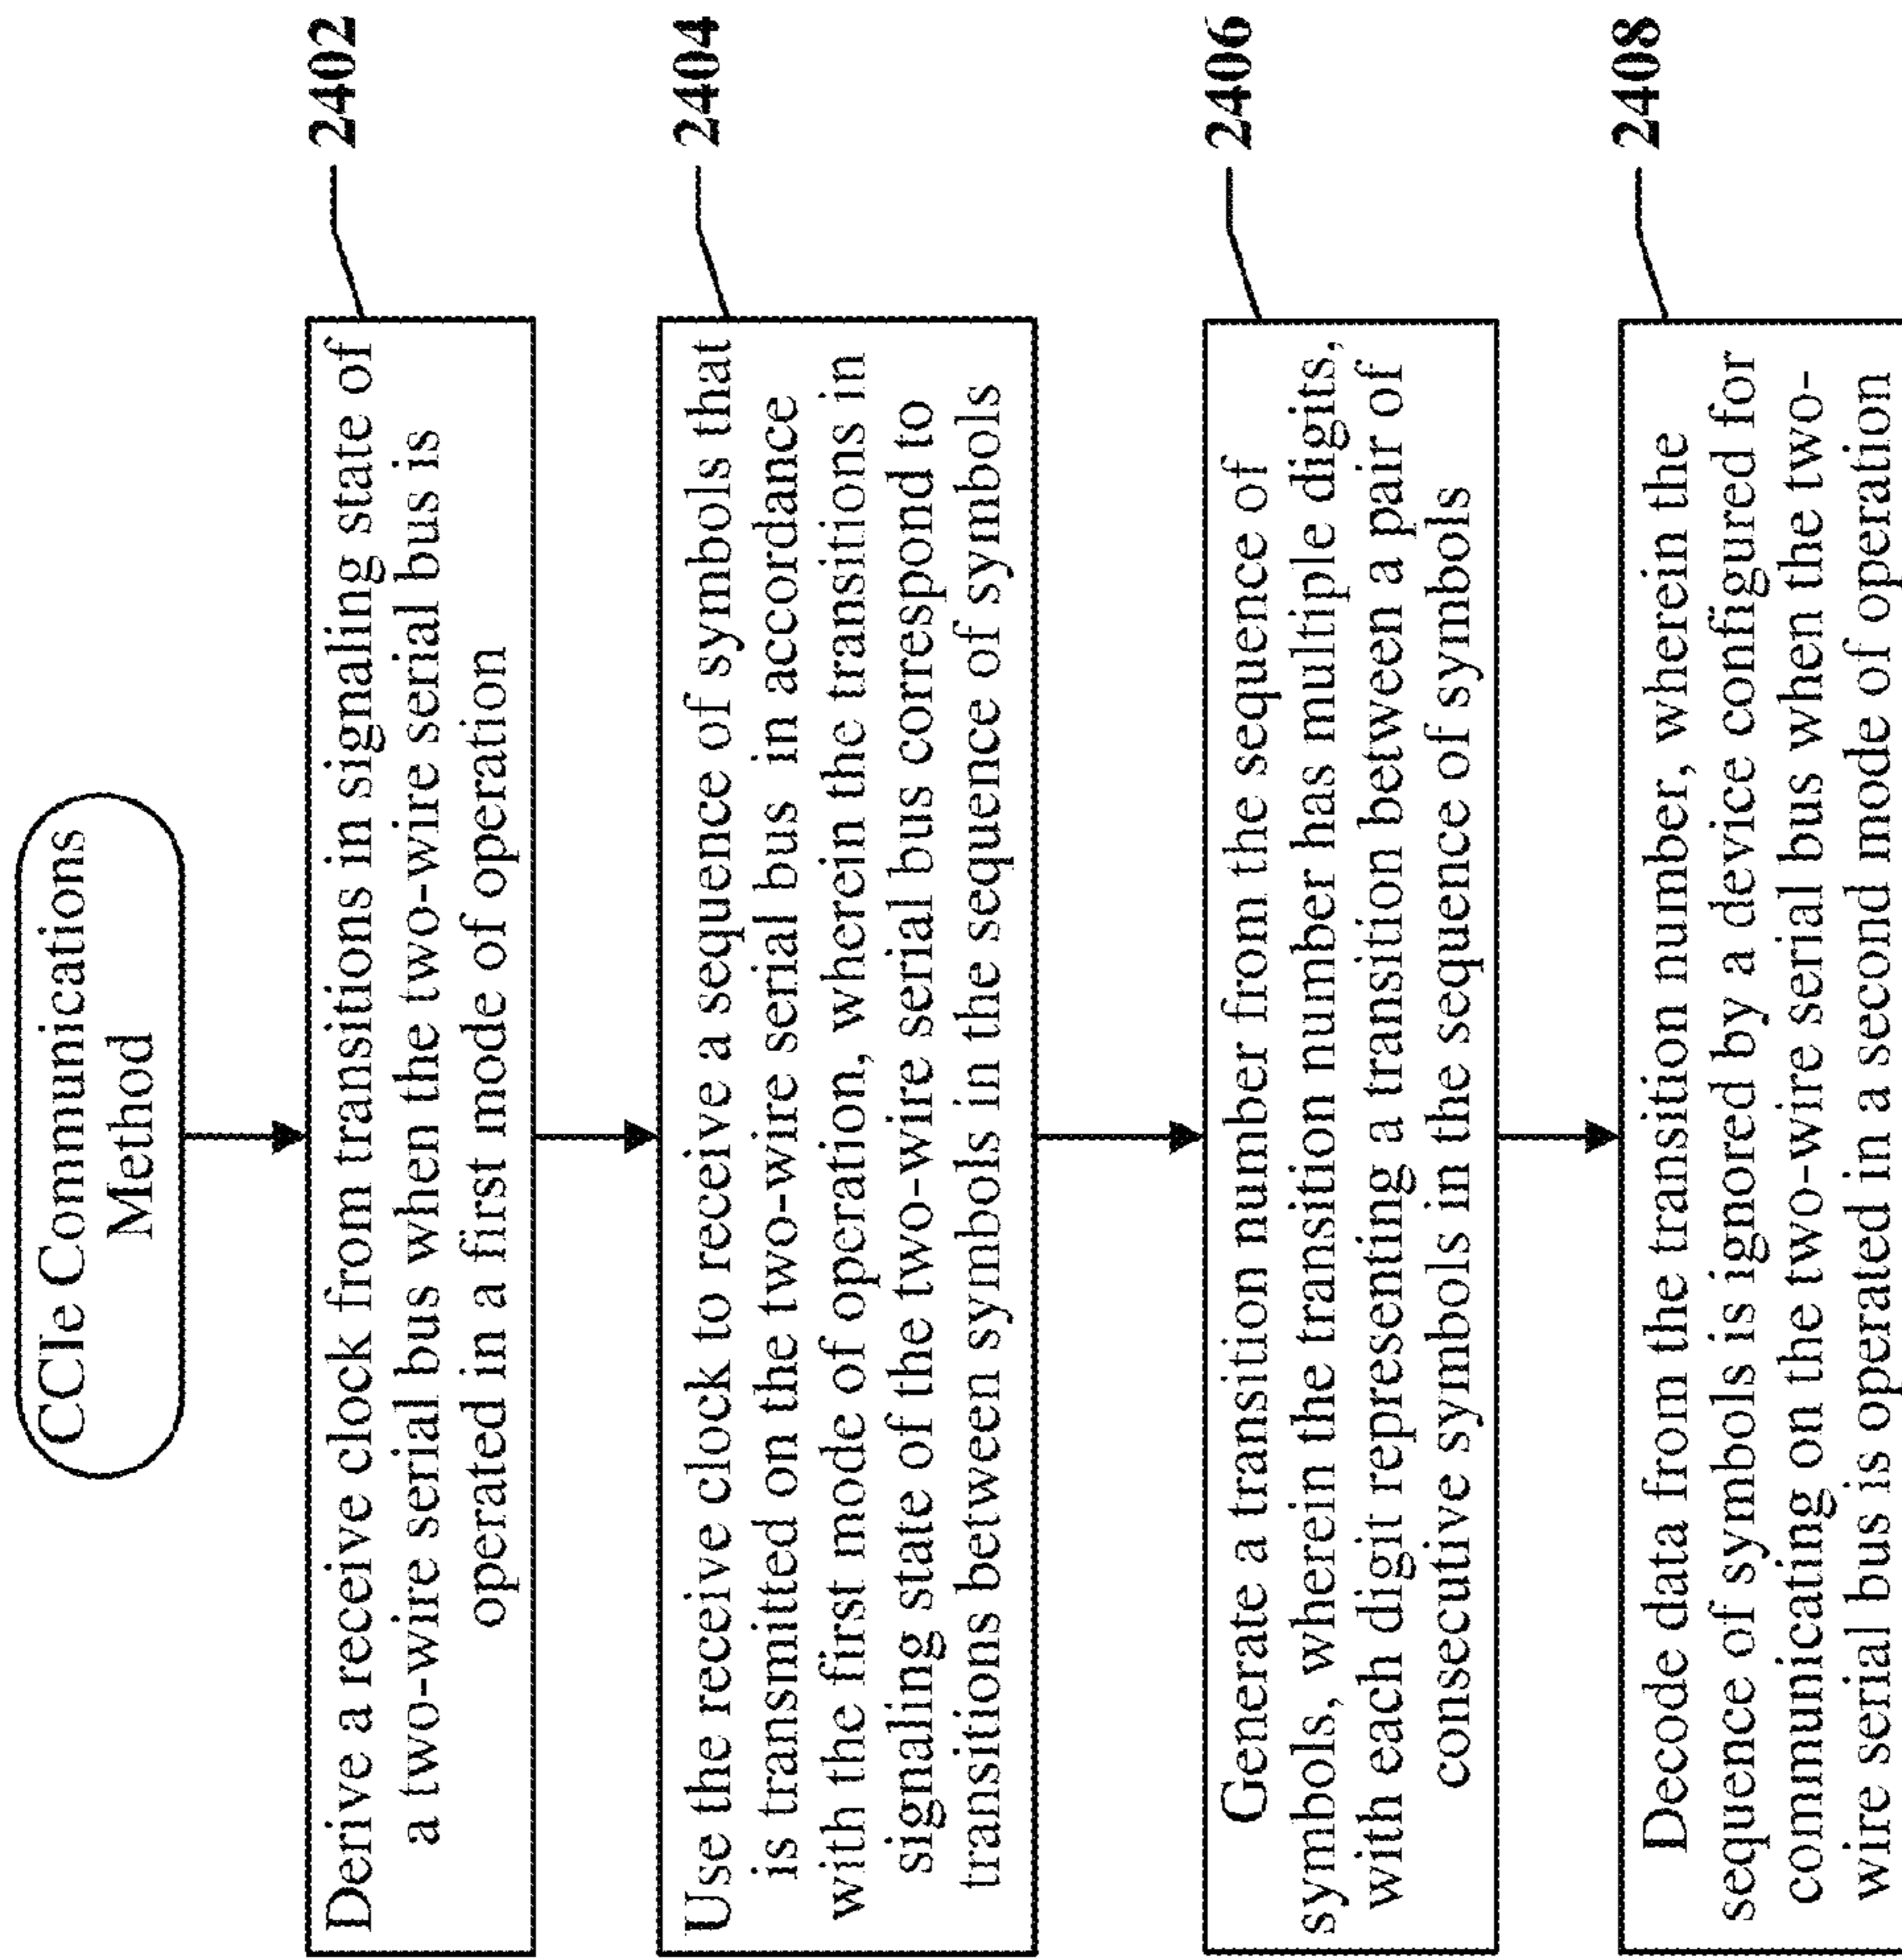 CCIe Communications
Method
2402
Derive a receive clock from transitions in signaling state of
a two-wire serial bus when the two-wire serial bus is
operated in a first mode of operation
2404
Use the receive clock to receive a sequence of symbols that
is transmitted on the two-wire serial bus in accordance
with the first mode of operation, wherein the transitions in
signaling state of the two-wire serial bus correspond to
transitions between symbols in the sequence of symbols
2406
Generate a transition number from the sequence of
symbols, wherein the transition number has multiple digits,
with each digit representing a transition between a pair of
consecutive symbols in the sequence of symbols
2408
Decode data from the transition number, wherein the
sequence of symbols is ignored by a device configured for
communicating on the two-wire serial bus when the two-
wire serial bus is operated in a second mode of operation